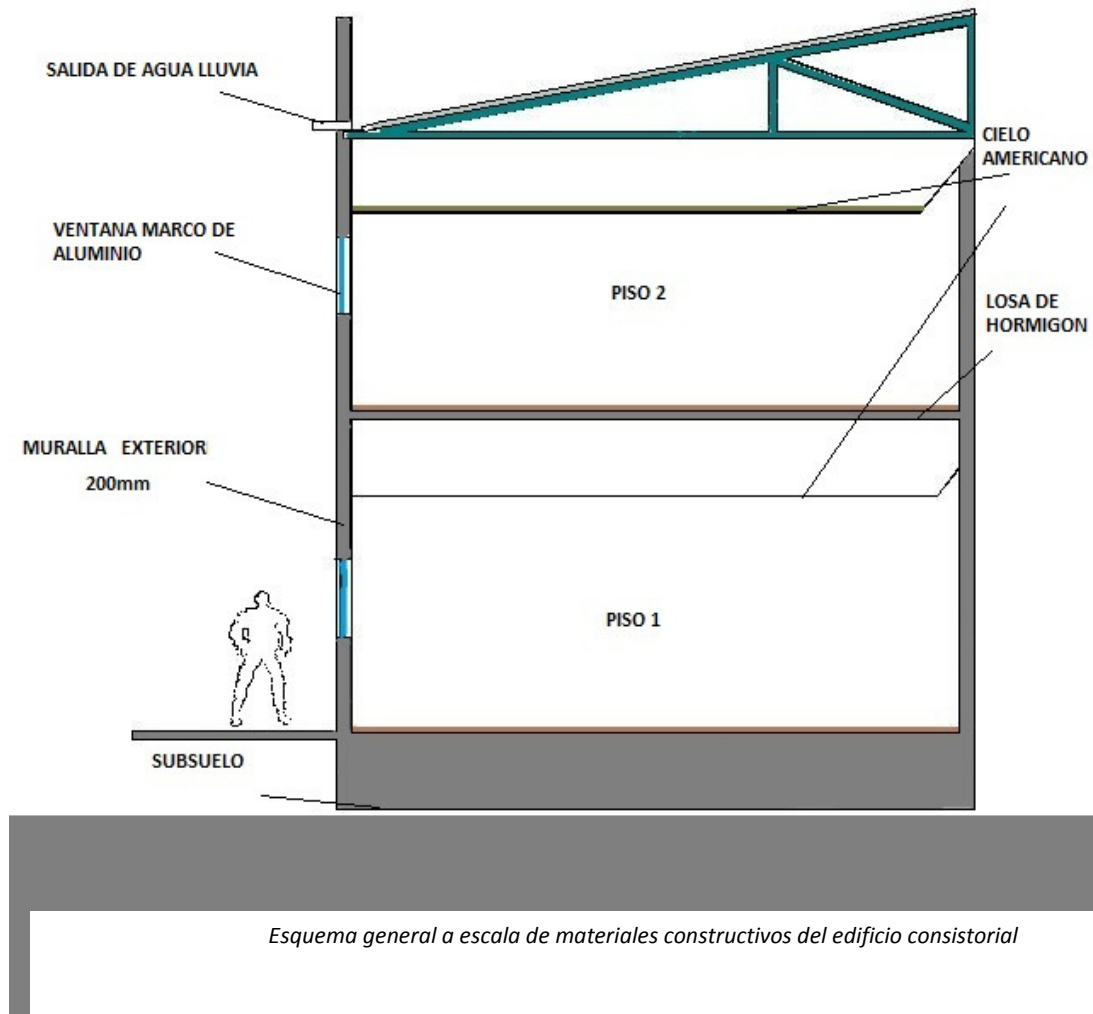 SALIDA DE AGUA LLUVIA
CIELO
AMERICANO
VENTANA MARCO DE
ALUMINIO
PISO 2
LOSA DE
HORMIGON
MURALLA EXTERIOR
200mm
PISO 1
SUBSUELO
Esquema general a escala de materiales constructivos del edificio consistorial